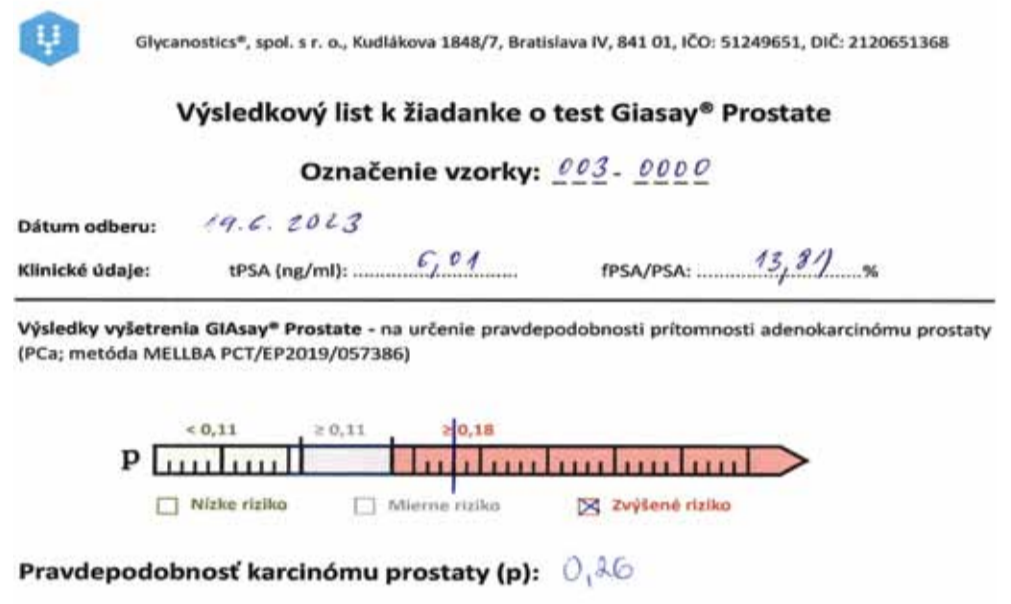 Glycanostics®, spol. s r. o., Kudlákova 1848/7, Bratislava IV, 841 01, IČO: 51249651, DIČ: 2120651368
Výsledkový list k žiadanke o test Giasay® Prostate
Označenie vzorky: 003-0000
Dátum odberu: 19.6. 2023
Klinické údaje: tPSA (ng/ml): 6,01 fPSA/PSA: 13,81 %
Výsledky vyšetrenia GIAsay® Prostate - na určenie pravdepodobnosti prítomnosti adenokarcinómu prostaty
(PCa; metóda MELLBA PCT/EP2019/057386)
< 0,11 ≥ 0,11 ≥ 0,18
p
Nízke riziko Mierne riziko Zvýšené riziko
Pravdepodobnosť karcinómu prostaty (p): 0,26